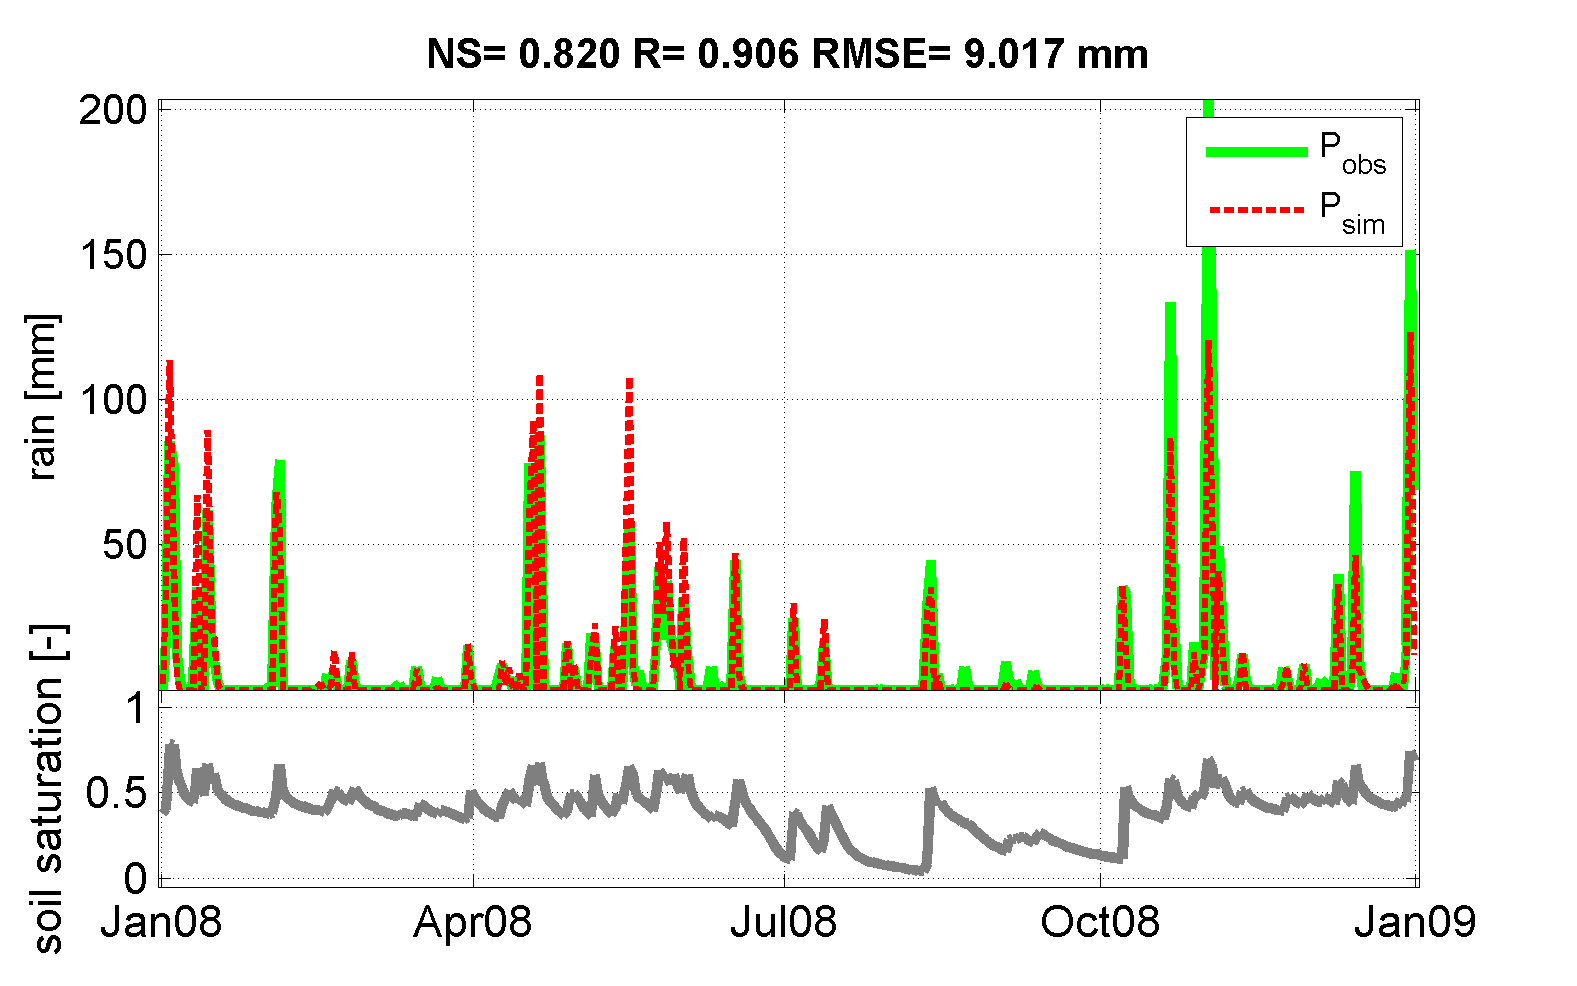 NS= 0.820 R= 0.906 RMSE= 9.017 mm
200
150
100
50
rain [mm]
P_obs
P_sim
1
0.5
0
soil saturation [-]
Jan08 Apr08 Jul08 Oct08 Jan09